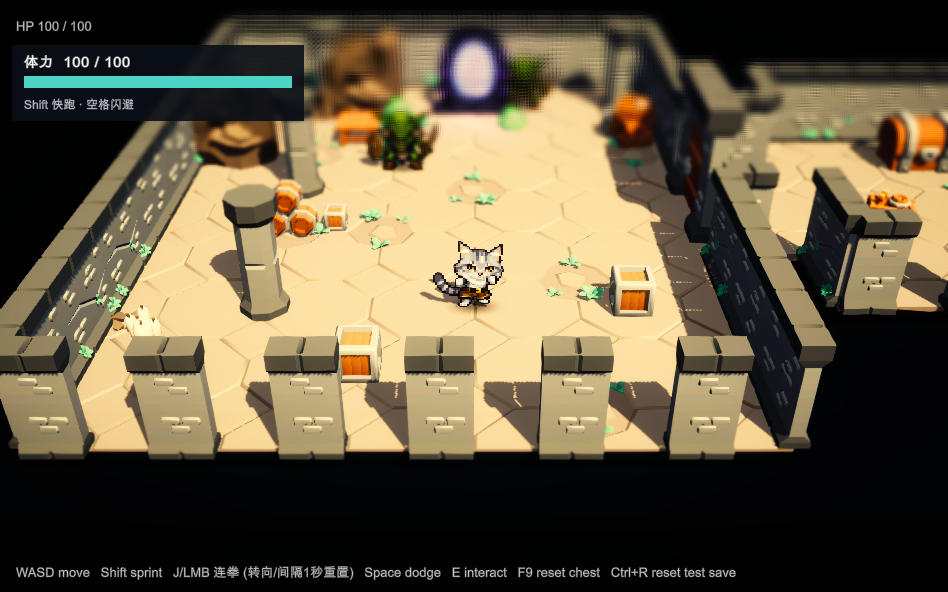 HP 100 / 100
体力 100 / 100
Shift 快跑 · 空格闪避
WASD move Shift sprint J/LMB 连拳 (转向/间隔1秒重置) Space dodge E interact F9 reset chest Ctrl+R reset test save